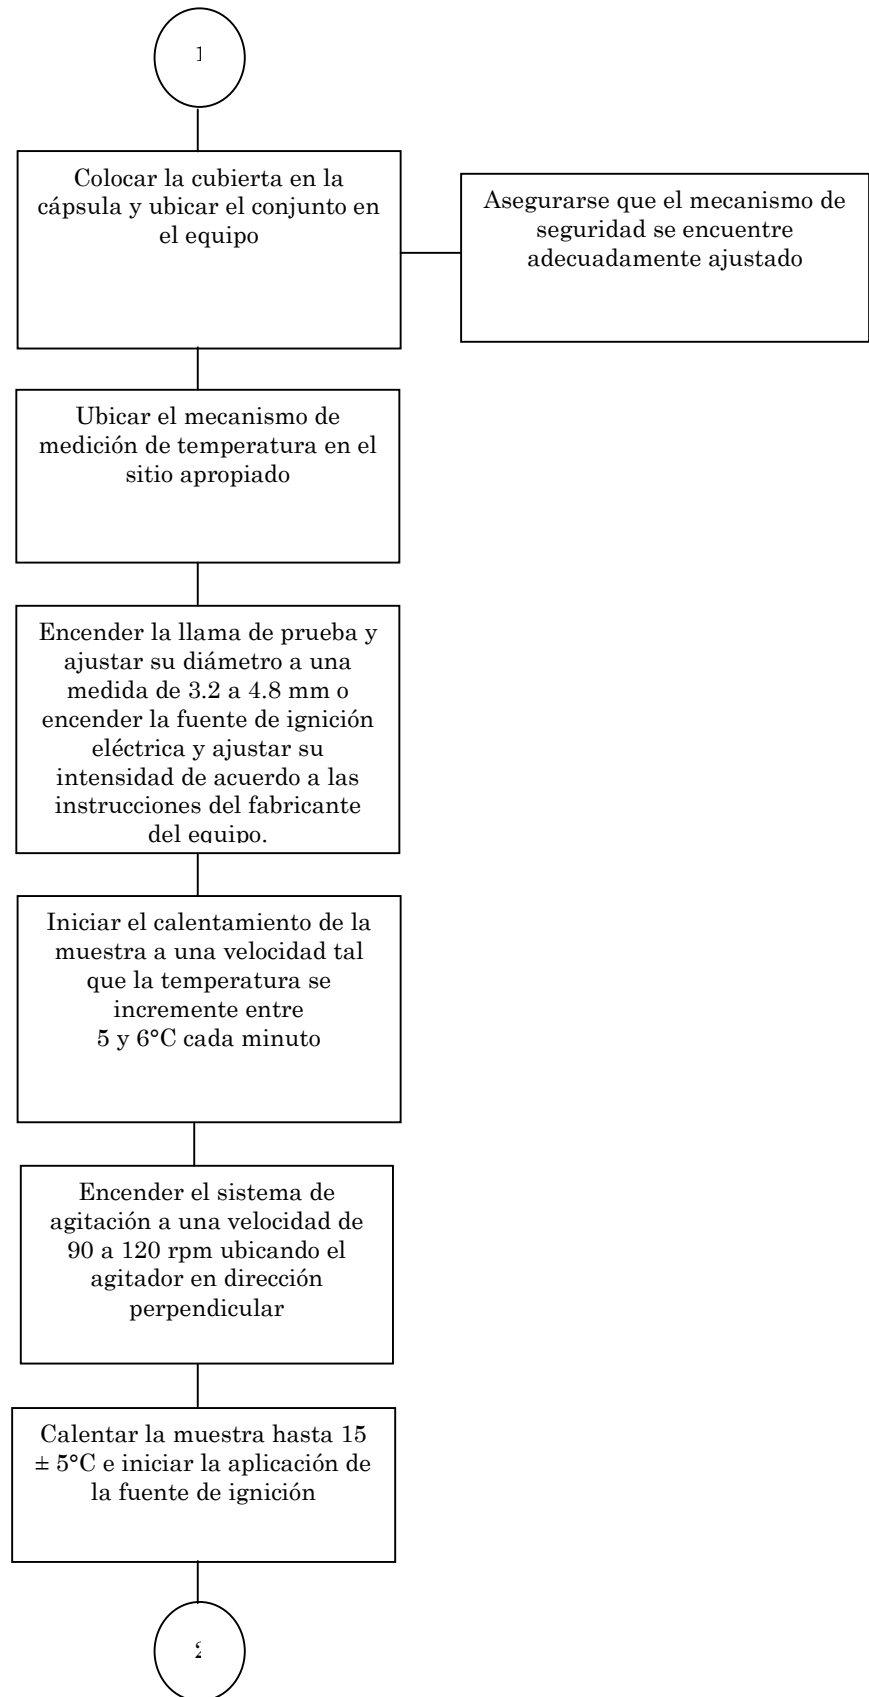 1
Colocar la cubierta en la
cápsula y ubicar el conjunto en
el equipo
Asegurarse que el mecanismo de
seguridad se encuentre
adecuadamente ajustado
Ubicar el mecanismo de
medición de temperatura en el
sitio apropiado
Encender la llama de prueba y
ajustar su diámetro a una
medida de 3.2 a 4.8 mm o
encender la fuente de ignición
eléctrica y ajustar su
intensidad de acuerdo a las
instrucciones del fabricante
del equipo.
Iniciar el calentamiento de la
muestra a una velocidad tal
que la temperatura se
incremente entre
5 y 6°C cada minuto
Encender el sistema de
agitación a una velocidad de
90 a 120 rpm ubicando el
agitador en dirección
perpendicular
Calentar la muestra hasta 15
± 5°C e iniciar la aplicación de
la fuente de ignición
2